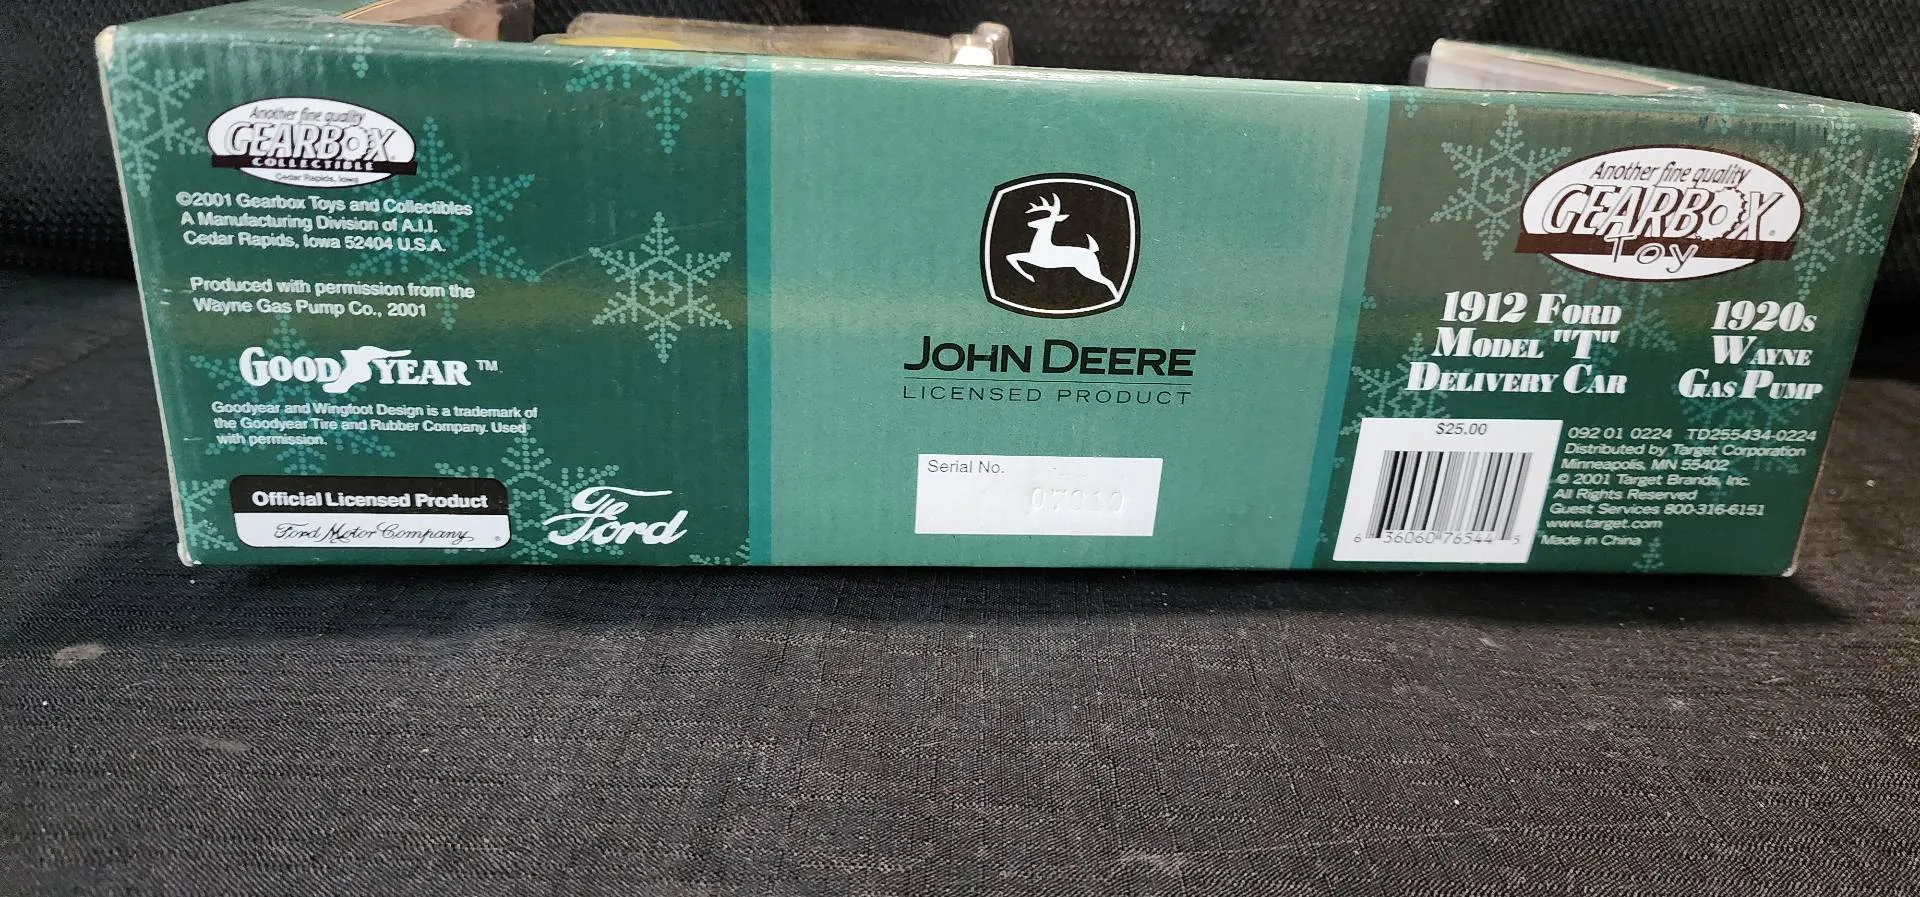 Another fine quality
GEARBOX
COLLECTIBLE
Cedar Rapids, Iowa
©2001 Gearbox Toys and Collectibles
A Manufacturing Division of A.I.I.
Cedar Rapids, Iowa 52404 U.S.A.
Produced with permission from the
Wayne Gas Pump Co., 2001
GOODYEAR™
Goodyear and Wingfoot Design is a trademark of
the Goodyear Tire and Rubber Company. Used
with permission.
Official Licensed Product
Ford Motor Company
The Ford
JOHN DEERE
LICENSED PRODUCT
Serial No.
Another fine quality
GEARBOX
Toy
1912 FORD
MODEL "T"
DELIVERY CAR
1920s
WAYNE
GAS PUMP
$25.00
6 36060 76544 5
092 01 0224 TD255434-0224
Distributed by Target Corporation
Minneapolis, MN 55402
© 2001 Target Brands, Inc.
All Rights Reserved
Guest Services 800-316-6151
www.target.com
Made in China